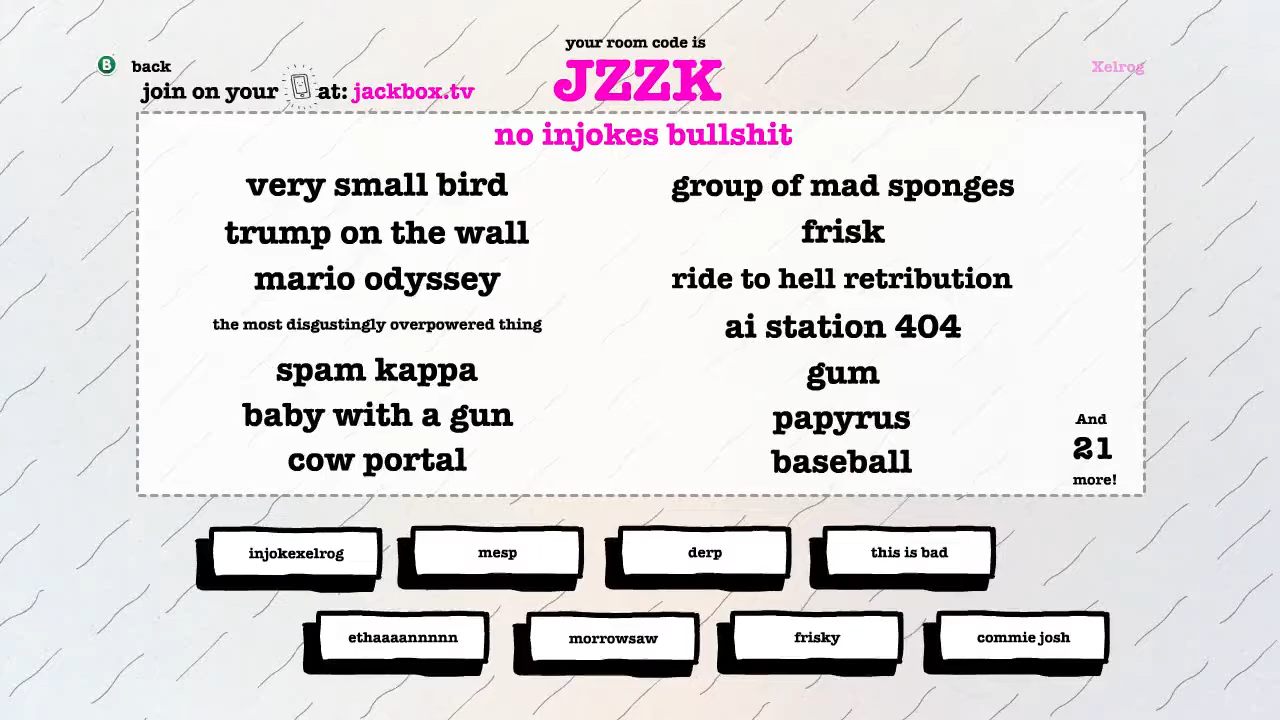 your room code is
B back
JZZK
Xelrog
join on your at: jackbox.tv
no injokes bullshit
very small bird
trump on the wall
mario odyssey
the most disgustingly overpowered thing
spam kappa
baby with a gun
cow portal
group of mad sponges
frisk
ride to hell retribution
ai station 404
gum
papyrus
baseball
And
21
more!
injokexelrog
mesp
derp
this is bad
ethaaaannnnn
morrowsaw
frisky
commie josh